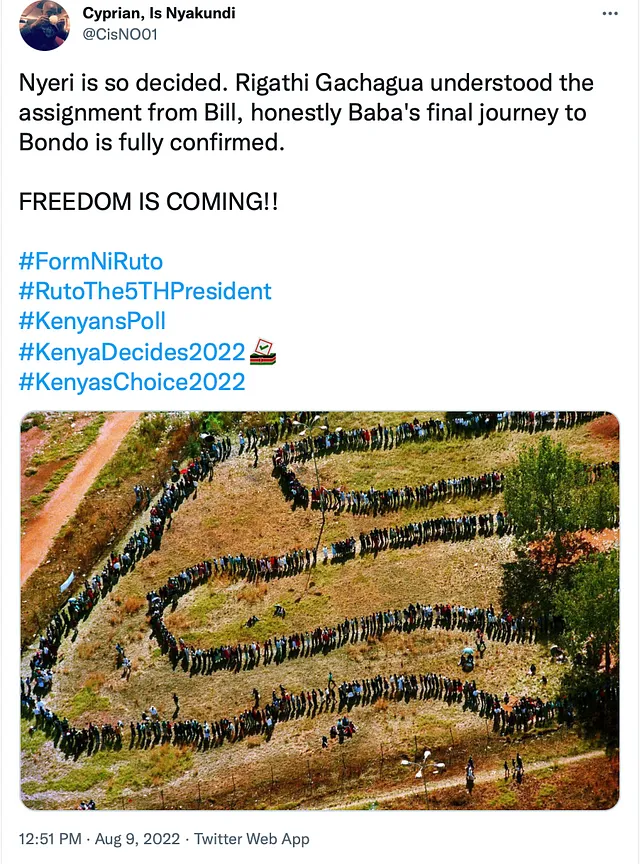 Cyprian, Is Nyakundi
@CisNO01
Nyeri is so decided. Rigathi Gachagua understood the
assignment from Bill, honestly Baba's final journey to
Bondo is fully confirmed.
FREEDOM IS COMING!!
#FormNiRuto
#RutoThe5THPresident
#KenyansPoll
#KenyaDecides2022
#KenyasChoice2022
12:51 PM · Aug 9, 2022 · Twitter Web App